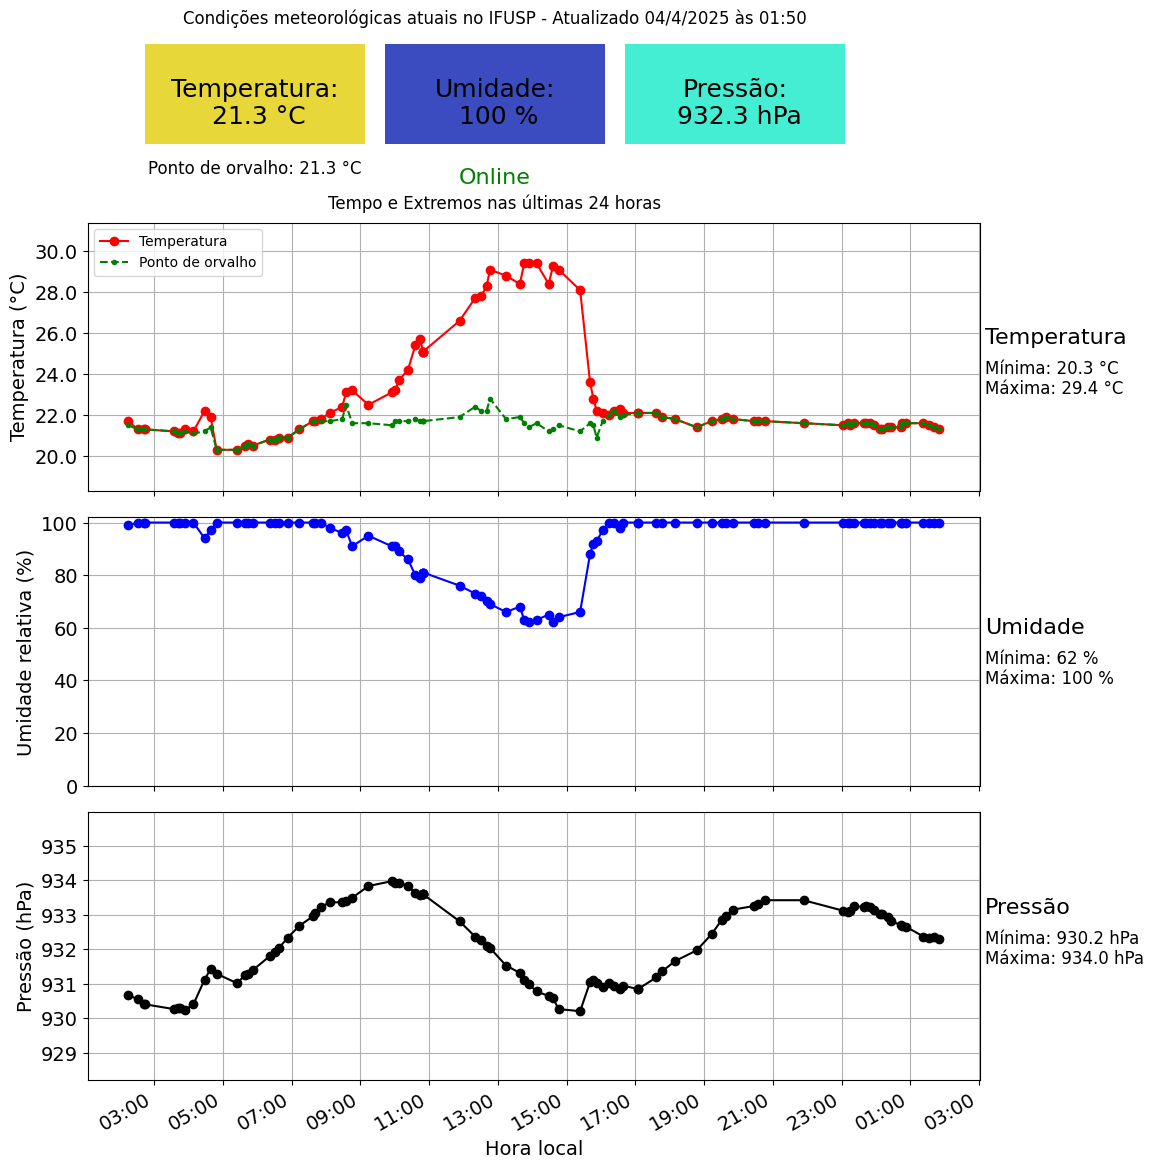 Condições meteorológicas atuais no IFUSP - Atualizado 04/4/2025 às 01:50
Temperatura:
21.3 °C
Umidade:
100 %
Pressão:
932.3 hPa
Ponto de orvalho: 21.3 °C
Online
Tempo e Extremos nas últimas 24 horas
Temperatura (°C)
30.0
28.0
26.0
24.0
22.0
20.0
Temperatura
Ponto de orvalho
Temperatura
Mínima: 20.3 °C
Máxima: 29.4 °C
Umidade relativa (%)
100
80
60
40
20
0
Umidade
Mínima: 62 %
Máxima: 100 %
Pressão (hPa)
935
934
933
932
931
930
929
Pressão
Mínima: 930.2 hPa
Máxima: 934.0 hPa
03:00 05:00 07:00 09:00 11:00 13:00 15:00 17:00 19:00 21:00 23:00 01:00 03:00
Hora local